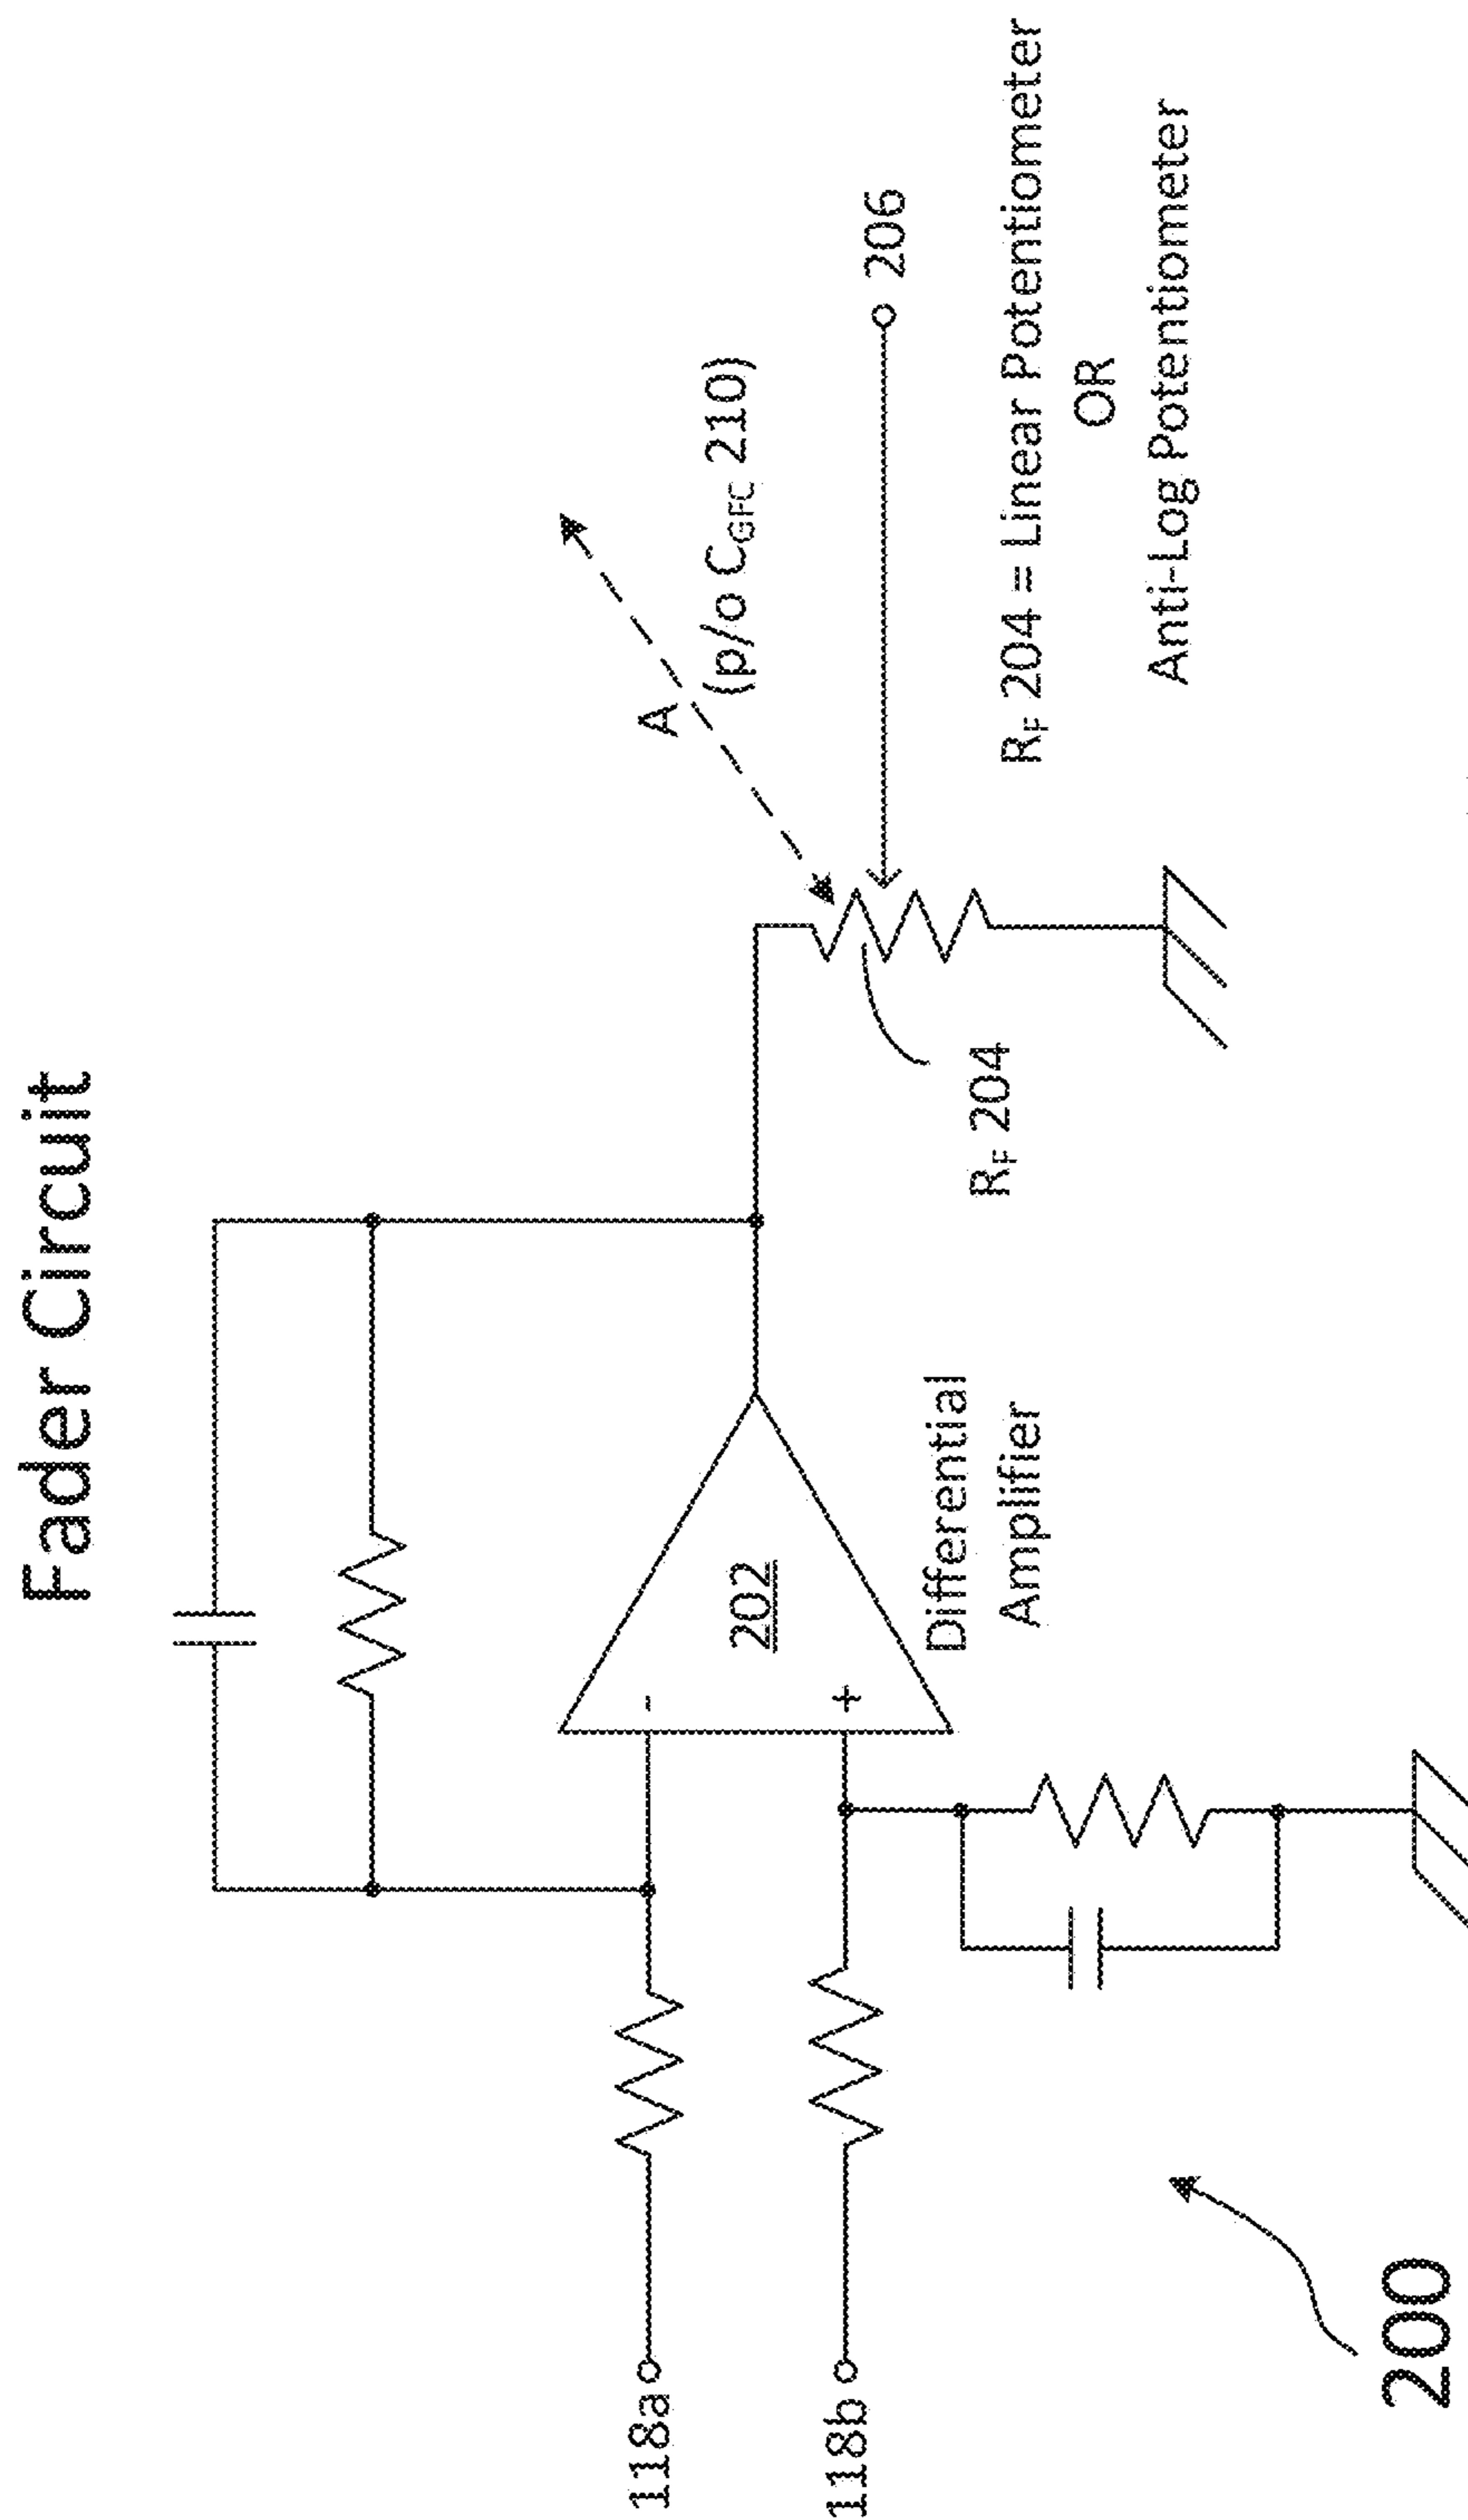 Fader Circuit
A
(p/o CGFC 210)
118a
-
202
118b
+
206
Differential
Amplifier
RF 204
RF 204 = Linear Potentiometer
OR
Anti-Log Potentiometer
200